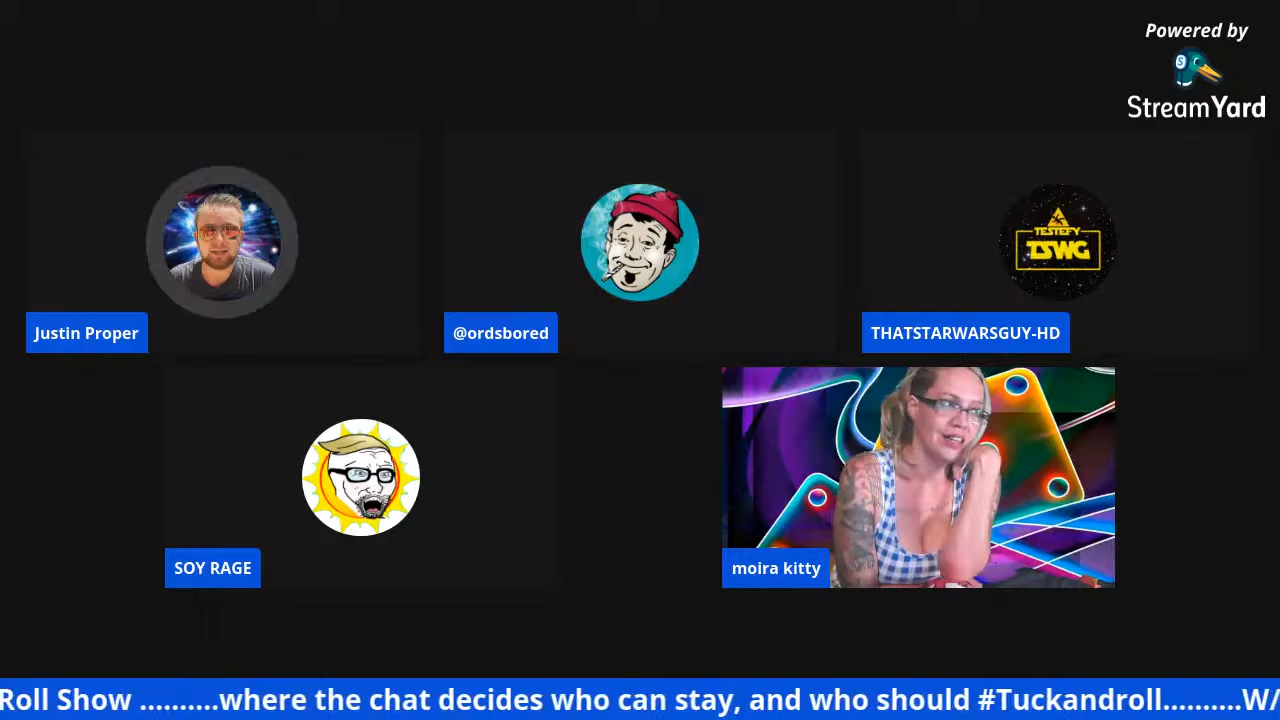 Powered by
S
StreamYard
TESTEFY
TSWG
Justin Proper
@ordsbored
THATSTARWARSGUY-HD
SOY RAGE
moira kitty
Roll Show ..........where the chat decides who can stay, and who should #Tuckandroll..........WA